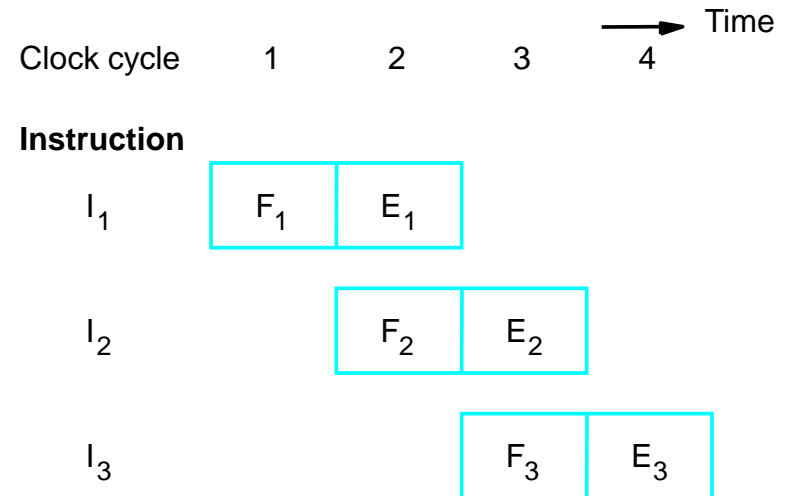 Time
Clock cycle 1 2 3 4
Instruction
I₁ F₁ E₁
I₂ F₂ E₂
I₃ F₃ E₃